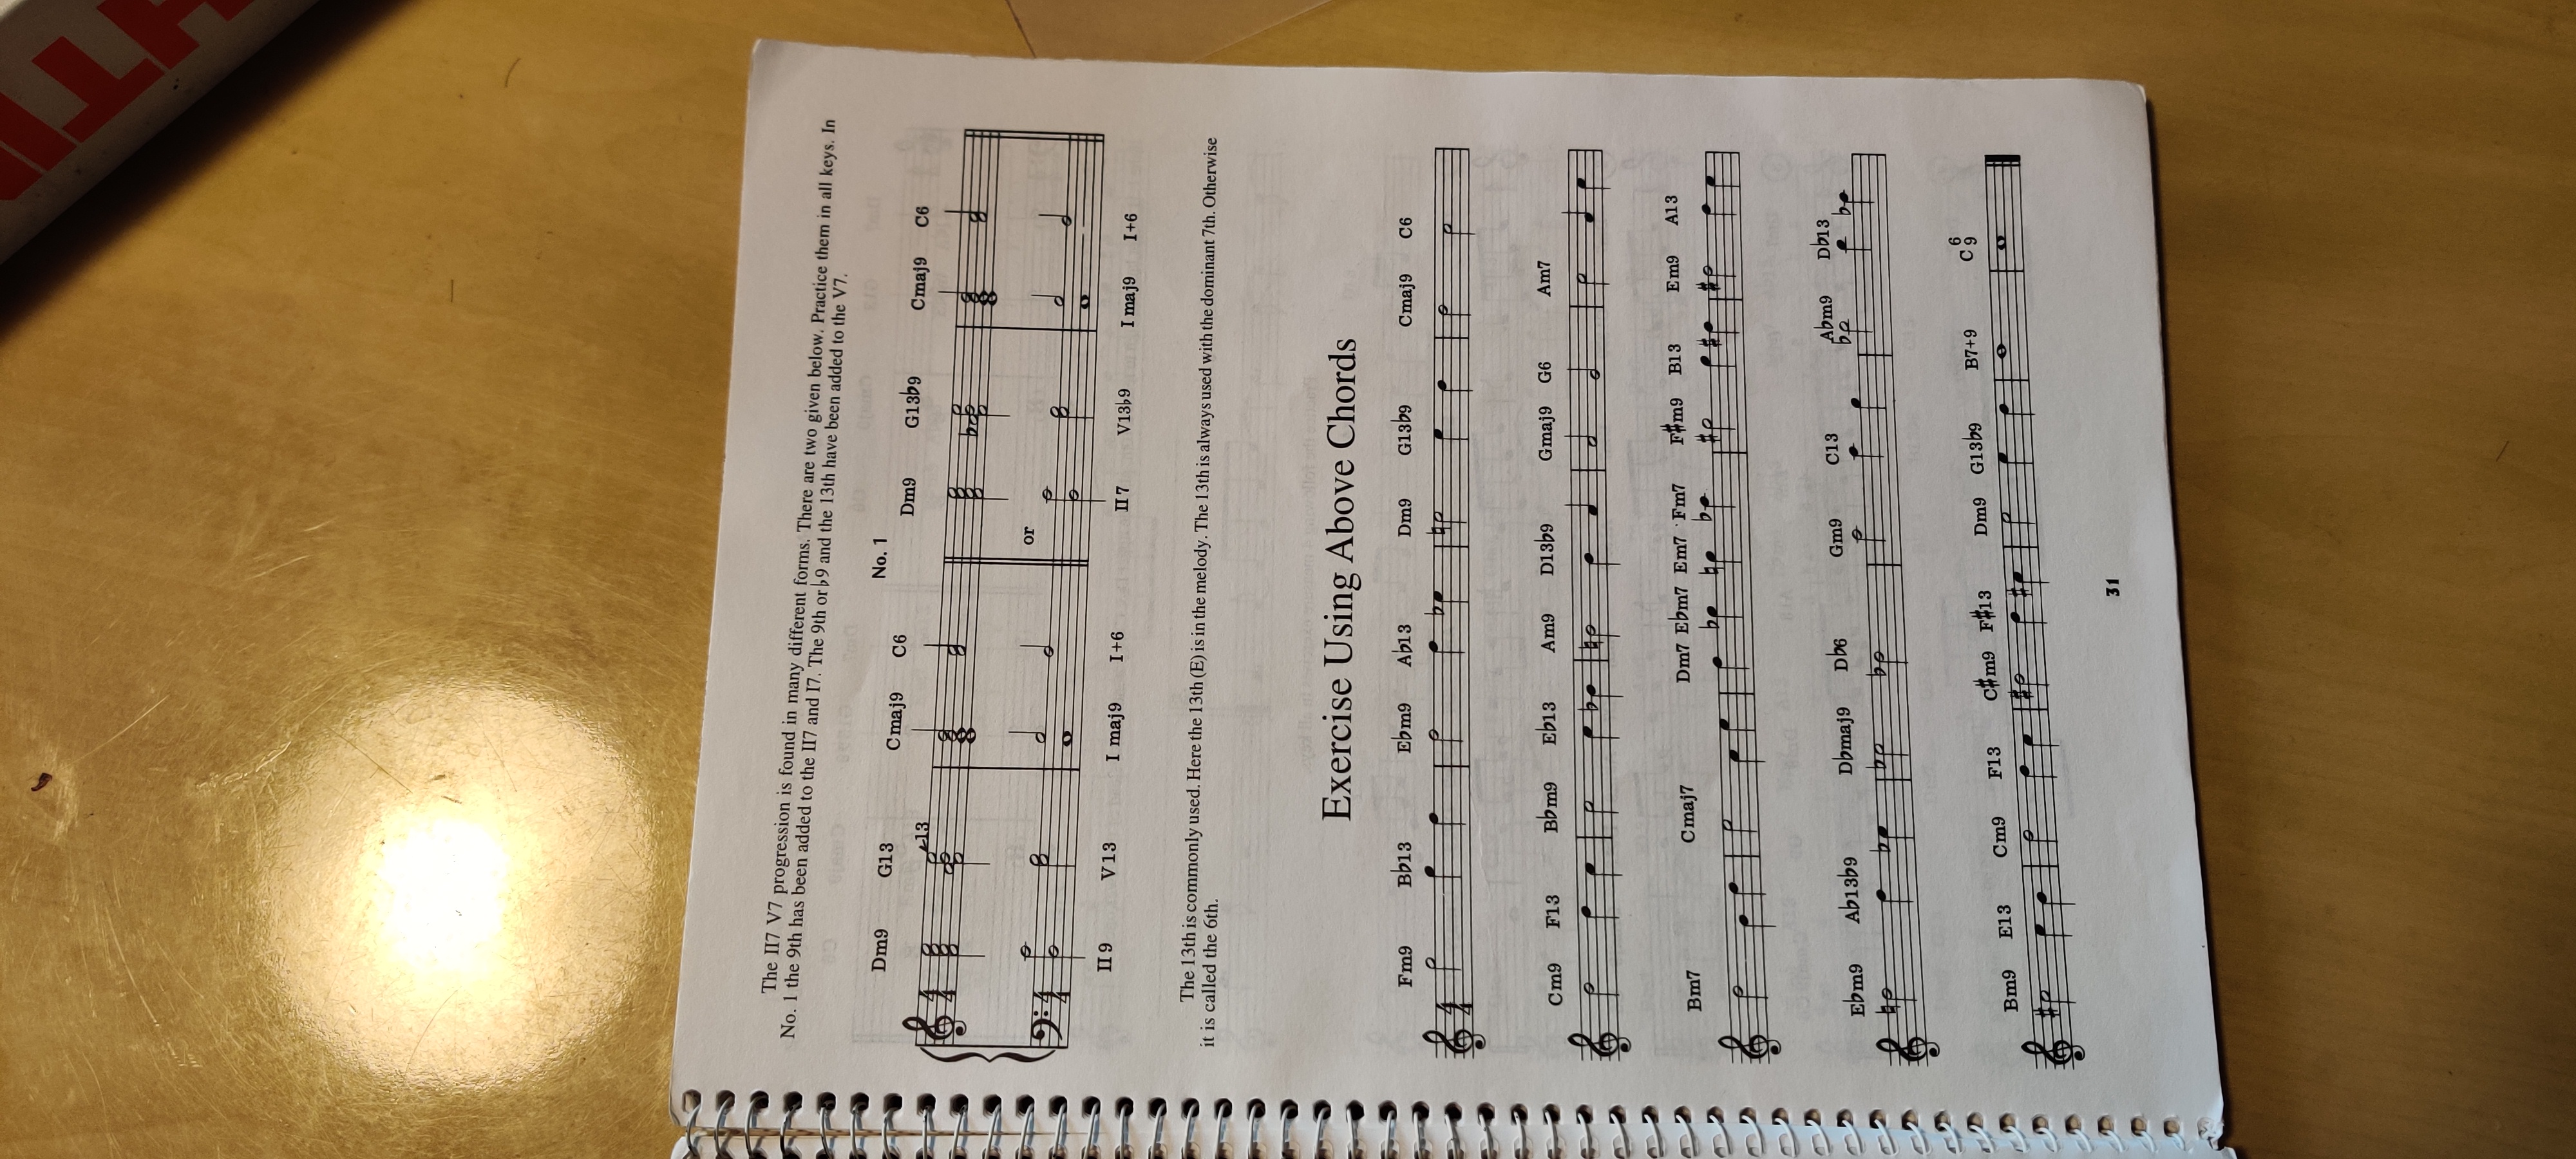 The II7 V7 progression is found in many different forms. There are two given below. Practice them in all keys. In
No. 1 the 9th has been added to the II7 and I7. The 9th or ♭9 and the 13th have been added to the V7.
No. 1
Dm9 G13 Cmaj9 C6 Dm9 G13♭9 Cmaj9 C6
13
4
4
or
4
4
II 9 V 13 I maj9 I+6 II 7 V13♭9 I maj9 I+6
The 13th is commonly used. Here the 13th (E) is in the melody. The 13th is always used with the dominant 7th. Otherwise
it is called the 6th.
Exercise Using Above Chords
Fm9 B♭13 E♭m9 A♭13 Dm9 G13♭9 Cmaj9 C6
4
4
Cm9 F13 B♭m9 E♭13 Am9 D13♭9 Gmaj9 G6 Am7
Bm7 Cmaj7 Dm7 E♭m7 Em7 Fm7 F♯m9 B13 Em9 A13
E♭m9 A♭13♭9 D♭maj9 D♭6 Gm9 C13 A♭m9 D♭13
Bm9 E13 Cm9 F13 C♯m9 F♯13 Dm9 G13♭9 B7+9 C 6 9
31